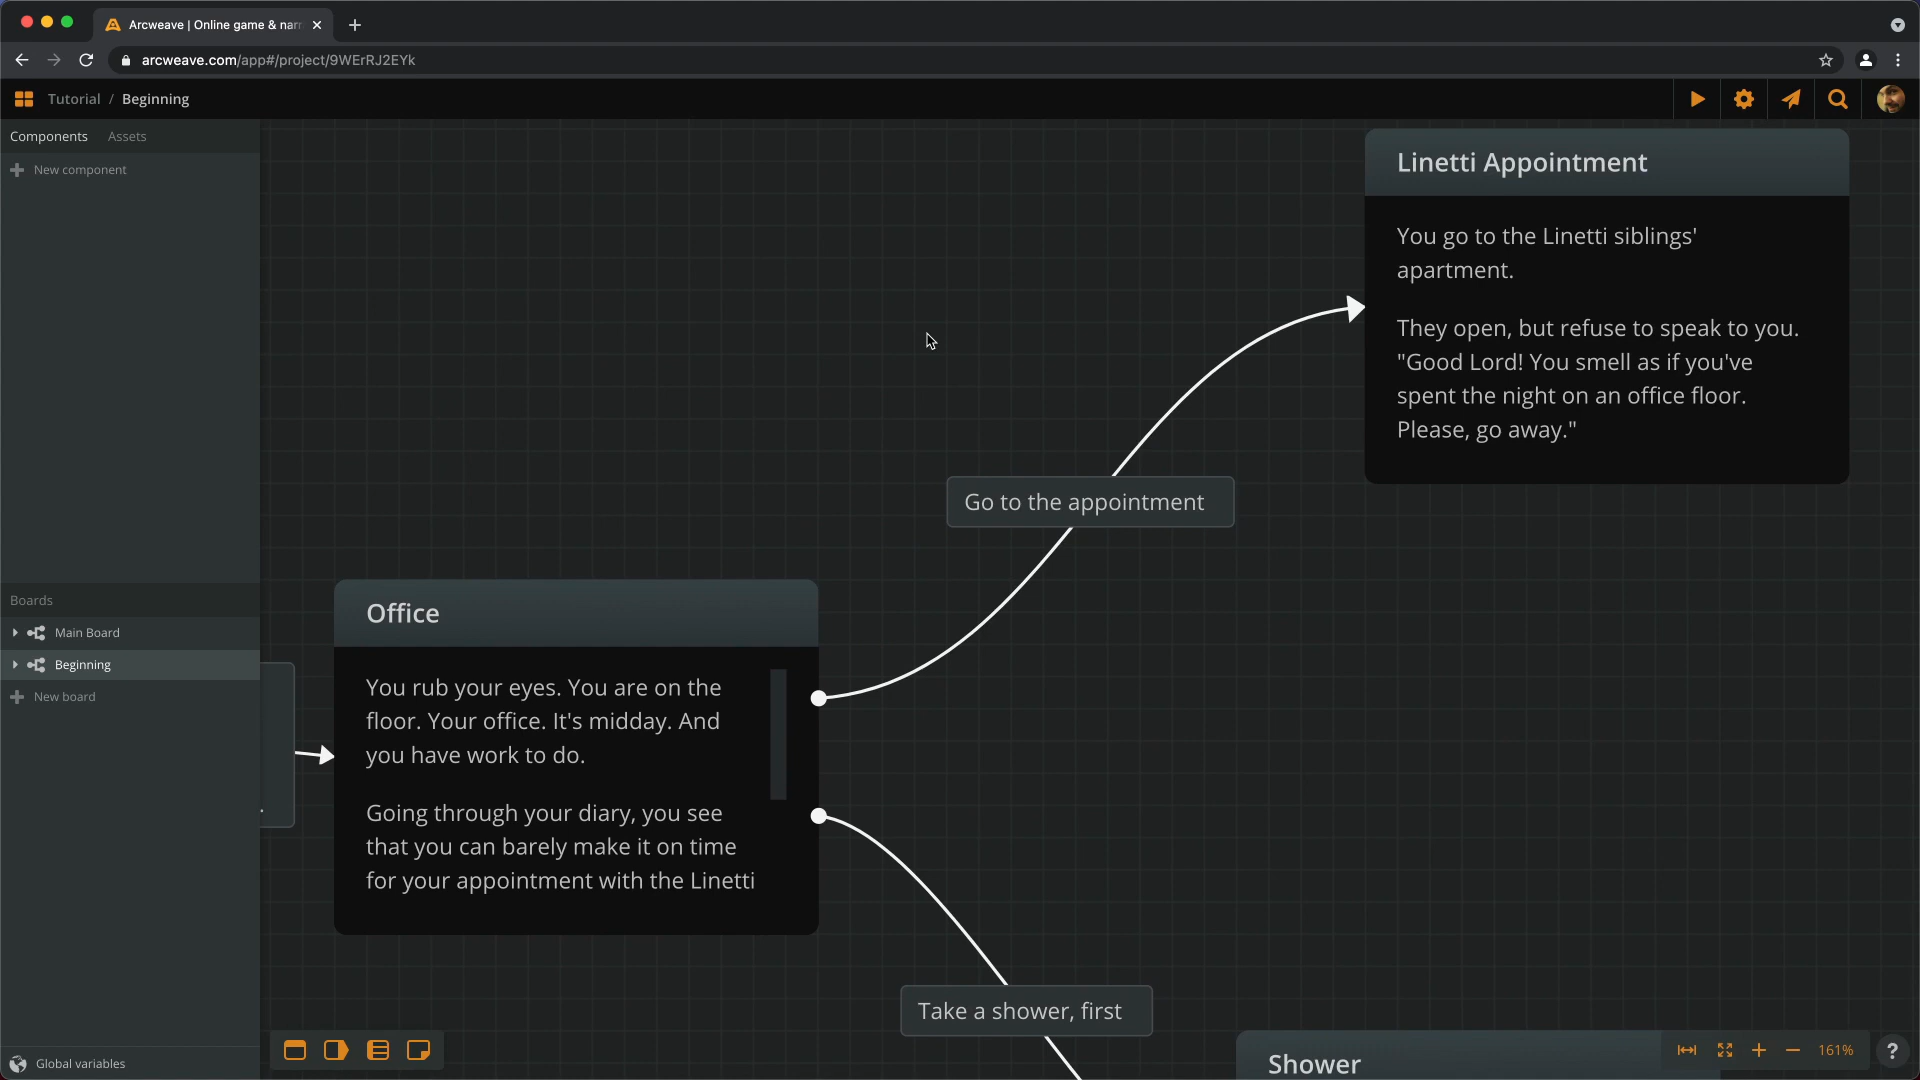 Arcweave | Online game & narr
arcweave.com/app#/project/9WErRJ2EYk
Tutorial / Beginning
Components Assets
New component
Boards
Main Board
Beginning
New board
Global variables
Linetti Appointment
You go to the Linetti siblings'
apartment.
They open, but refuse to speak to you.
"Good Lord! You smell as if you've
spent the night on an office floor.
Please, go away."
Go to the appointment
Office
You rub your eyes. You are on the
floor. Your office. It's midday. And
you have work to do.
Going through your diary, you see
that you can barely make it on time
for your appointment with the Linetti
Take a shower, first
Shower
161%
?